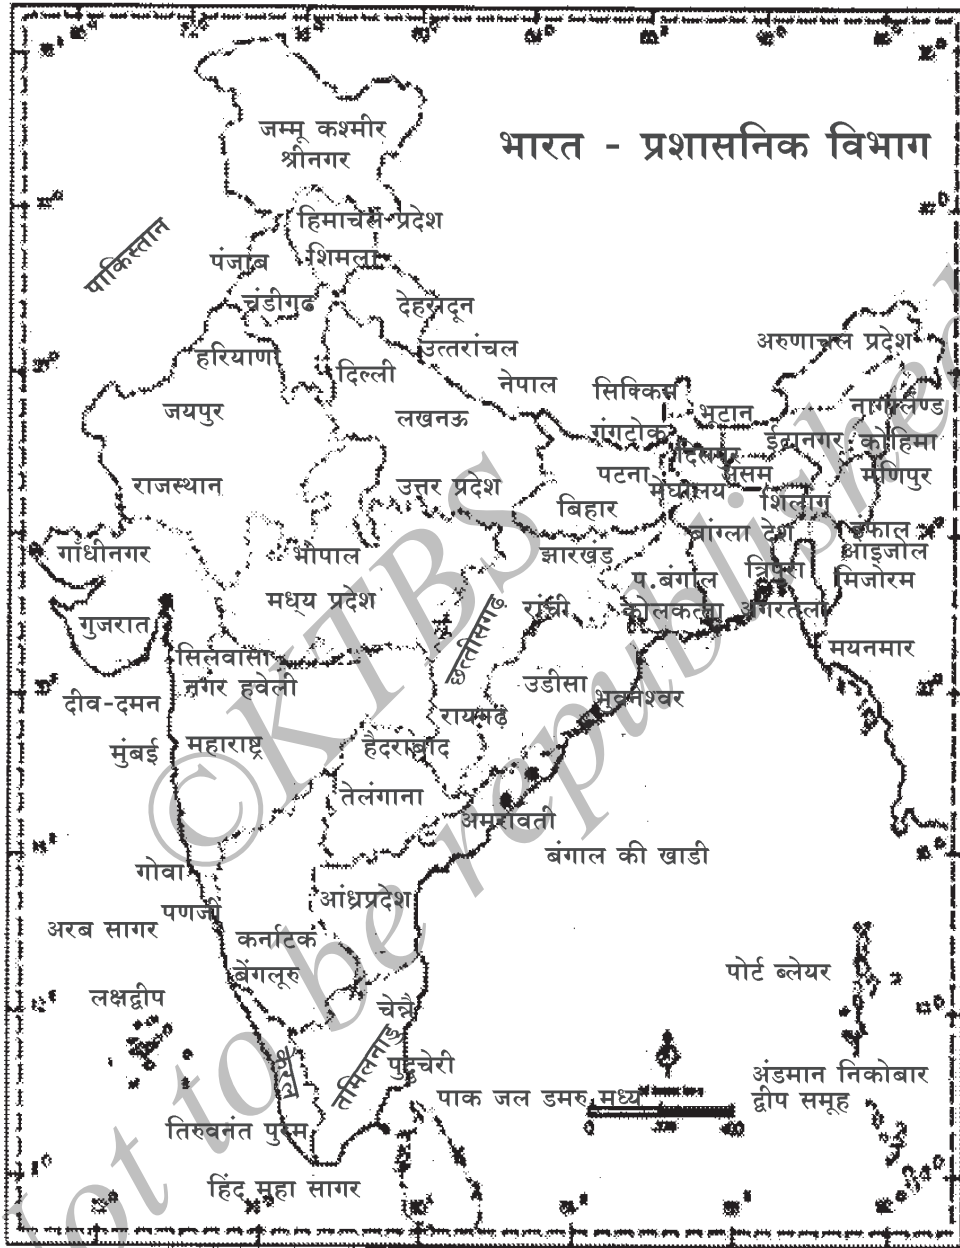 भारत - प्रशासनिक विभाग
जम्मू कश्मीर
श्रीनगर
हिमाचल प्रदेश
पाकिस्तान
पंजाब
शिमला
चंडीगढ
देहरादून
उत्तरांचल
अरुणाचल प्रदेश
हरियाणा
दिल्ली
नेपाल
सिक्किम
जयपुर
लखनऊ
भूटान
नागालैण्ड
गंगटोक
ईटानगर
कोहिमा
दिसपुर
पटना
असम
मणिपुर
राजस्थान
उत्तर प्रदेश
मेघालय
बिहार
शिलांग
बांग्ला देश
इंफाल
गांधीनगर
भोपाल
झारखंड
आइजोल
त्रिपुरा
मिजोरम
प.बंगाल
मध्य प्रदेश
रांची
कोलकत्ता
अगरतला
छत्तीसगढ़
गुजरात
मयनमार
सिलवासा
नगर हवेली
उडीसा
भुवनेश्वर
दीव-दमन
रायगढ
मुंबई
महाराष्ट्र
हैदराबाद
तेलंगाना
अमरावती
बंगाल की खाडी
गोवा
आंध्रप्रदेश
पणजी
अरब सागर
कर्नाटक
बेंगलूरु
पोर्ट ब्लेयर
लक्षद्वीप
चेन्नै
केरल
तमिलनाडु
पुदुचेरी
पाक जल डमरु मध्य
अंडमान निकोबार
द्वीप समूह
तिरुवनंत पुरम
हिंद महा सागर
0
©KTBS
Not to be republished